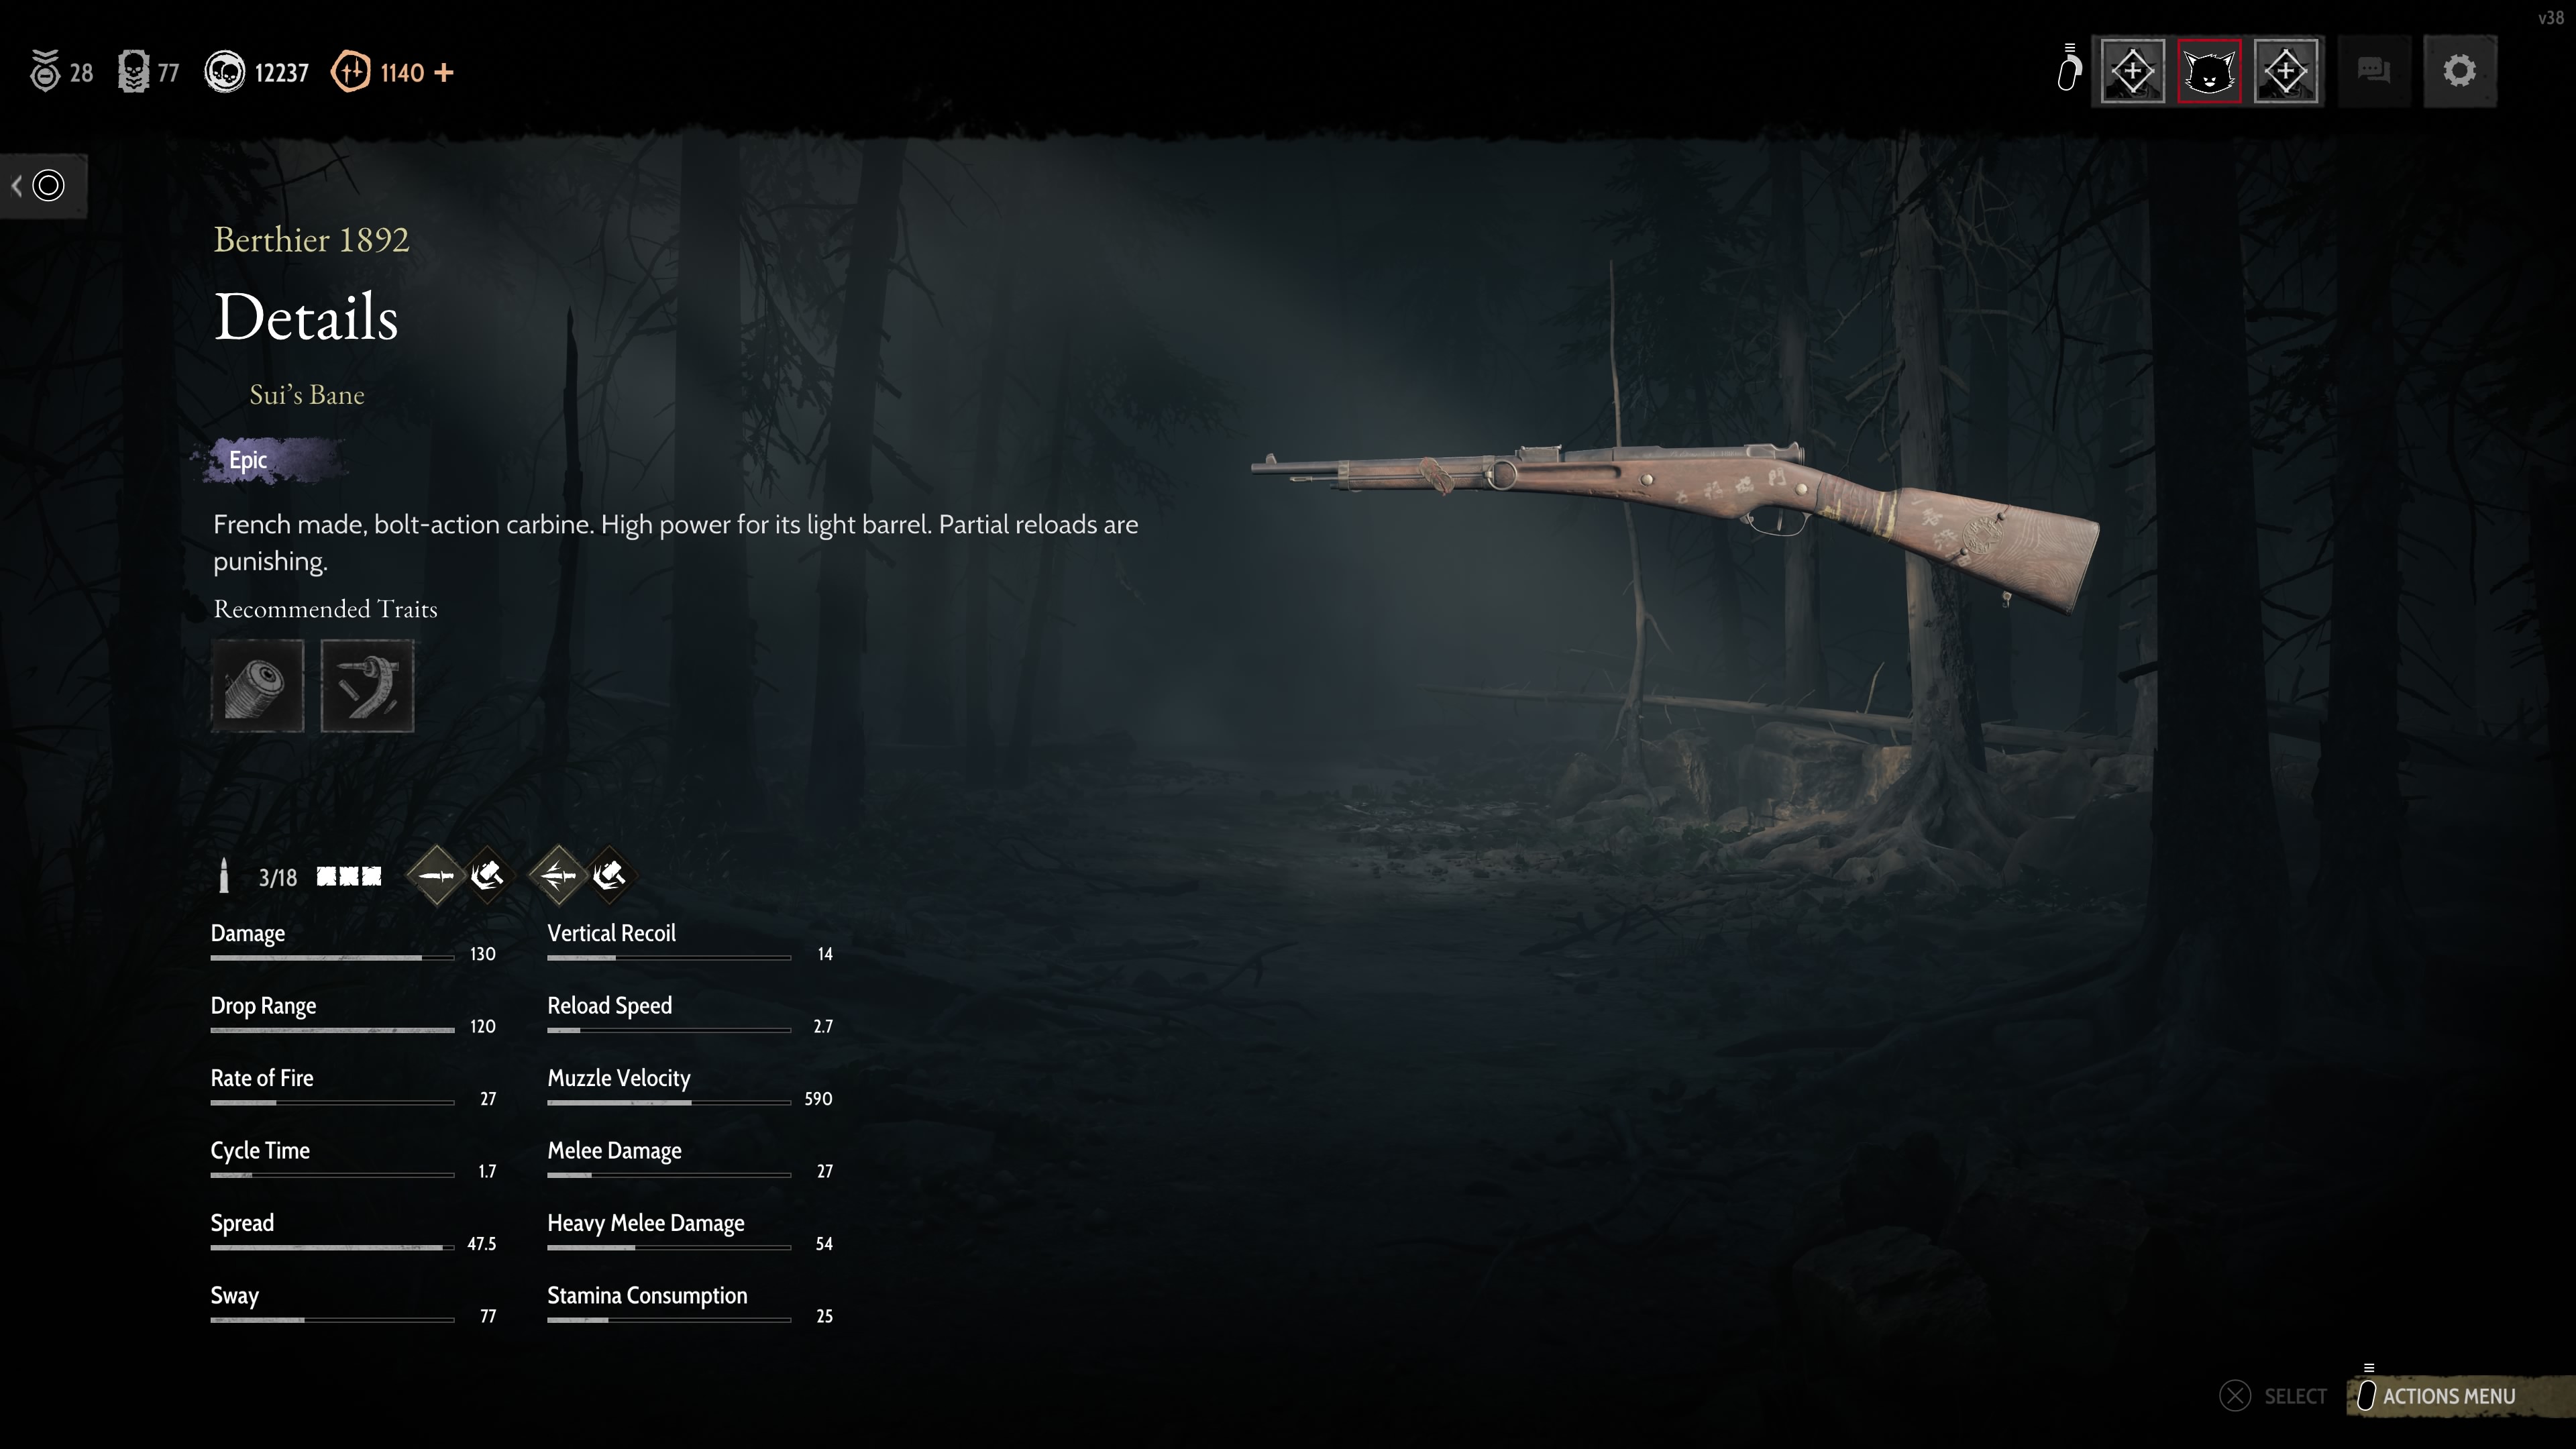 v38
28
77
12237
1140 +
Berthier 1892
Details
Sui's Bane
Epic
French made, bolt-action carbine. High power for its light barrel. Partial reloads are
punishing.
Recommended Traits
3/18
Damage 130
Vertical Recoil 14
Drop Range 120
Reload Speed 2.7
Rate of Fire 27
Muzzle Velocity 590
Cycle Time 1.7
Melee Damage 27
Spread 47.5
Heavy Melee Damage 54
Sway 77
Stamina Consumption 25
SELECT
ACTIONS MENU